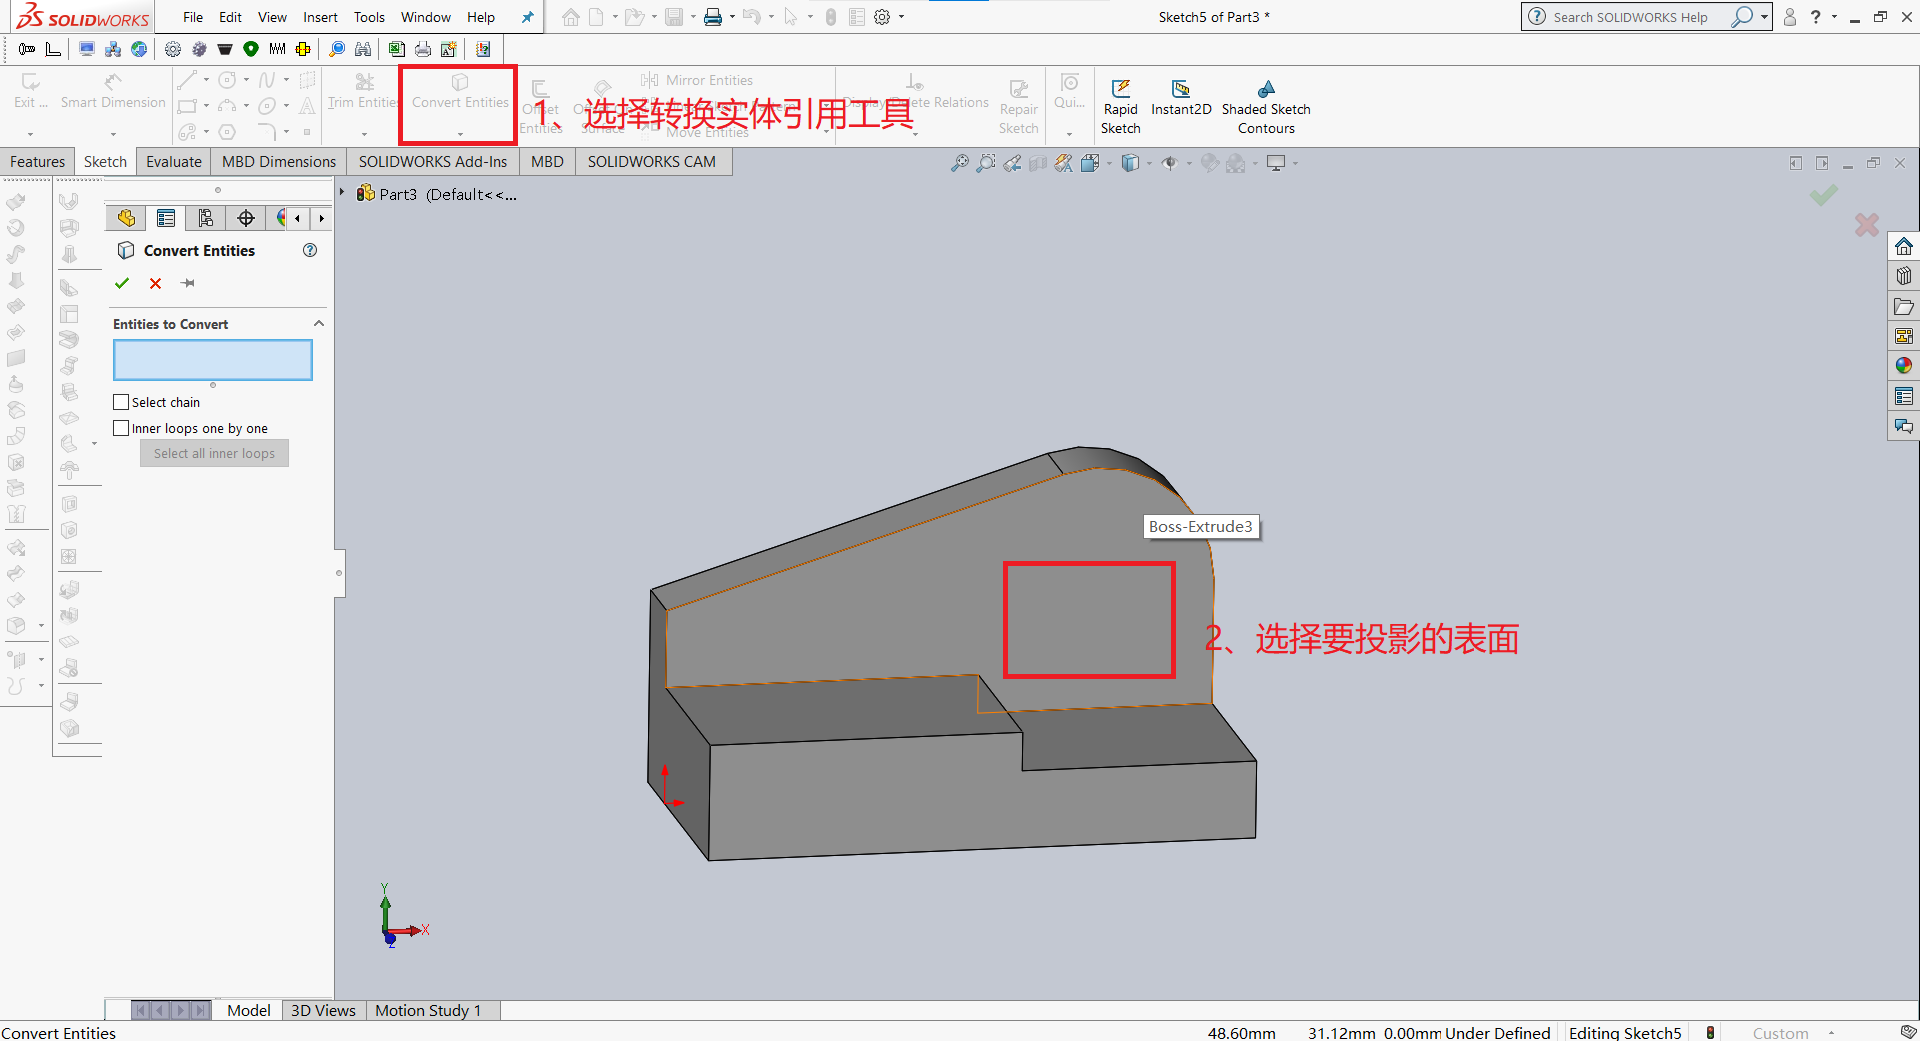 SOLIDWORKS
File Edit View Insert Tools Window Help
Sketch5 of Part3 *
Search SOLIDWORKS Help
Exit ...
Smart Dimension
Trim Entities
Convert Entities
Offset Entities
Mirror Entities
Move Entities
Display/Delete Relations
Repair Sketch
Qui...
Rapid Sketch
Instant2D
Shaded Sketch Contours
1、选择转换实体引用工具
Features Sketch Evaluate MBD Dimensions SOLIDWORKS Add-Ins MBD SOLIDWORKS CAM
Part3 (Default<<...
Convert Entities
Entities to Convert
Select chain
Inner loops one by one
Select all inner loops
Boss-Extrude3
2、选择要投影的表面
Y
X
Z
Model 3D Views Motion Study 1
Convert Entities
48.60mm 31.12mm 0.00mm Under Defined Editing Sketch5 Custom